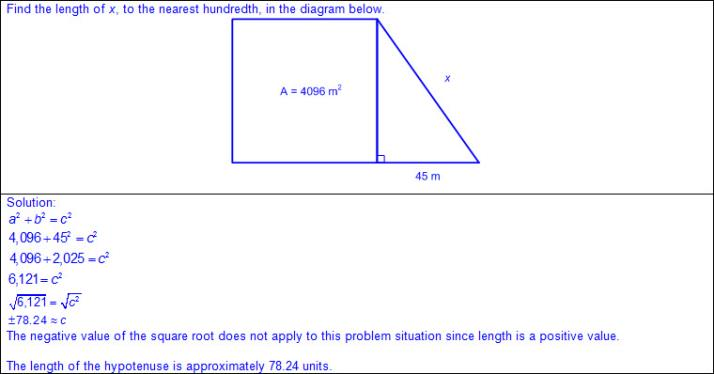 Find the length of x, to the nearest hundredth, in the diagram below.
A = 4096 m²
x
45 m
Solution:
a² + b² = c²
4,096 + 45² = c²
4,096 + 2,025 = c²
6,121 = c²
√6,121 = √c²
±78.24 ≈ c
The negative value of the square root does not apply to this problem situation since length is a positive value.
The length of the hypotenuse is approximately 78.24 units.